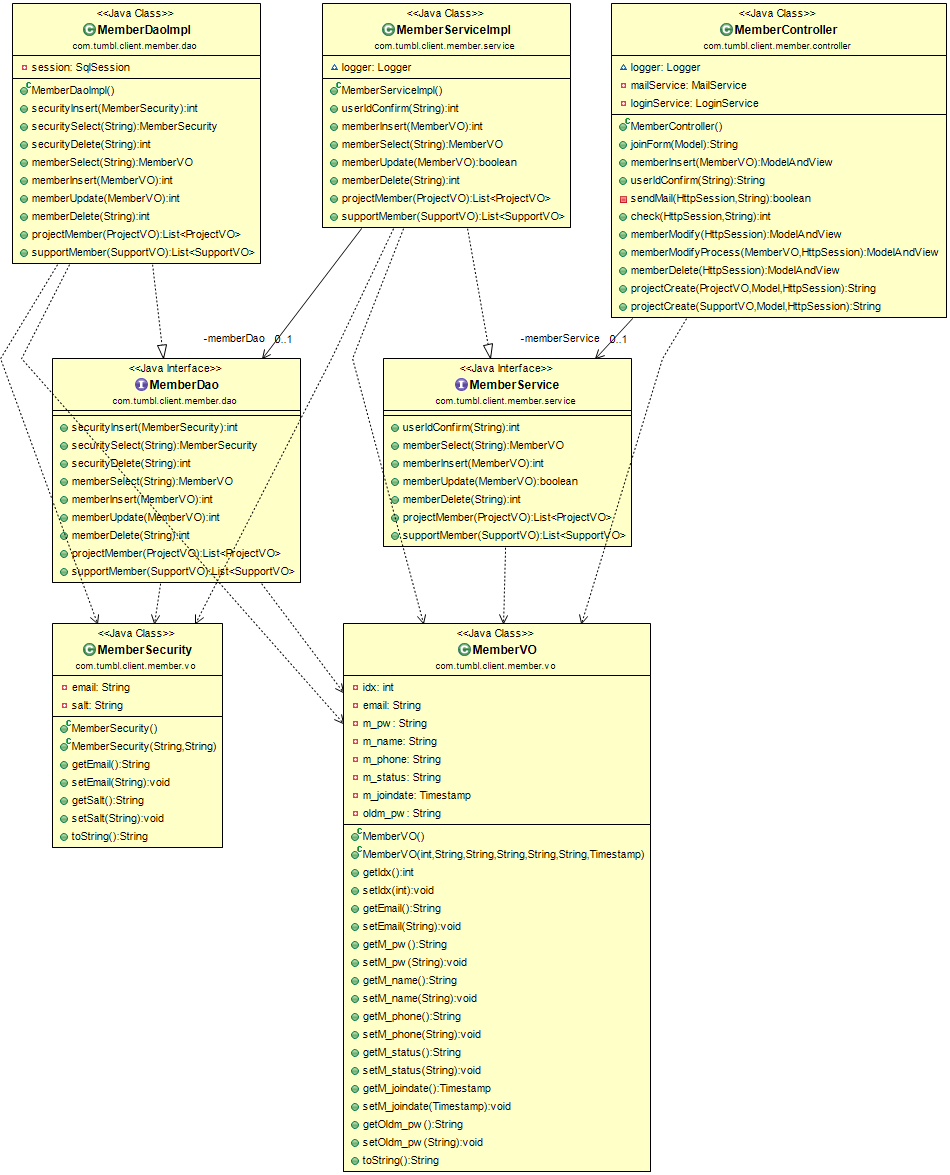 <<Java Class>>
MemberDaoImpl
com.tumbl.client.member.dao
session: SqlSession
MemberDaoImpl()
securityInsert(MemberSecurity):int
securitySelect(String):MemberSecurity
securityDelete(String):int
memberSelect(String):MemberVO
memberInsert(MemberVO):int
memberUpdate(MemberVO):int
memberDelete(String):int
projectMember(ProjectVO):List<ProjectVO>
supportMember(SupportVO):List<SupportVO>
<<Java Class>>
MemberServiceImpl
com.tumbl.client.member.service
logger: Logger
MemberServiceImpl()
userIdConfirm(String):int
memberInsert(MemberVO):int
memberSelect(String):MemberVO
memberUpdate(MemberVO):boolean
memberDelete(String):int
projectMember(ProjectVO):List<ProjectVO>
supportMember(SupportVO):List<SupportVO>
<<Java Class>>
MemberController
com.tumbl.client.member.controller
logger: Logger
mailService: MailService
loginService: LoginService
MemberController()
joinForm(Model):String
memberInsert(MemberVO):ModelAndView
userIdConfirm(String):String
sendMail(HttpSession,String):boolean
check(HttpSession,String):int
memberModify(HttpSession):ModelAndView
memberModifyProcess(MemberVO,HttpSession):ModelAndView
memberDelete(HttpSession):ModelAndView
projectCreate(ProjectVO,Model,HttpSession):String
projectCreate(SupportVO,Model,HttpSession):String
-memberDao 0..1
-memberService 0..1
<<Java Interface>>
MemberDao
com.tumbl.client.member.dao
securityInsert(MemberSecurity):int
securitySelect(String):MemberSecurity
securityDelete(String):int
memberSelect(String):MemberVO
memberInsert(MemberVO):int
memberUpdate(MemberVO):int
memberDelete(String):int
projectMember(ProjectVO):List<ProjectVO>
supportMember(SupportVO):List<SupportVO>
<<Java Interface>>
MemberService
com.tumbl.client.member.service
userIdConfirm(String):int
memberSelect(String):MemberVO
memberInsert(MemberVO):int
memberUpdate(MemberVO):boolean
memberDelete(String):int
projectMember(ProjectVO):List<ProjectVO>
supportMember(SupportVO):List<SupportVO>
<<Java Class>>
MemberSecurity
com.tumbl.client.member.vo
email: String
salt: String
MemberSecurity()
MemberSecurity(String,String)
getEmail():String
setEmail(String):void
getSalt():String
setSalt(String):void
toString():String
<<Java Class>>
MemberVO
com.tumbl.client.member.vo
idx: int
email: String
m_pw: String
m_name: String
m_phone: String
m_status: String
m_joindate: Timestamp
oldm_pw: String
MemberVO()
MemberVO(int,String,String,String,String,String,Timestamp)
getIdx():int
setIdx(int):void
getEmail():String
setEmail(String):void
getM_pw():String
setM_pw(String):void
getM_name():String
setM_name(String):void
getM_phone():String
setM_phone(String):void
getM_status():String
setM_status(String):void
getM_joindate():Timestamp
setM_joindate(Timestamp):void
getOldm_pw():String
setOldm_pw(String):void
toString():String